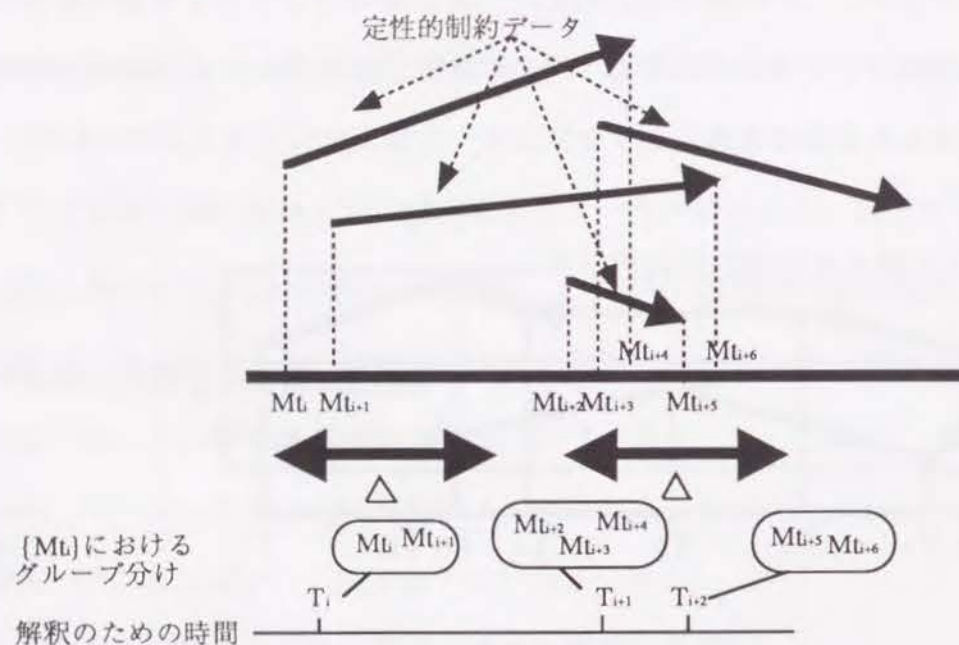 定性的制約データ
Mti+4 Mti+6
Mti Mti+1 Mti+2 Mti+3 Mti+5
△ △
Mti Mti+1 Mti+2 Mti+4 Mti+3 Mti+5 Mti+6
{Mti}における
グループ分け
Ti Ti+1 Ti+2
解釈のための時間